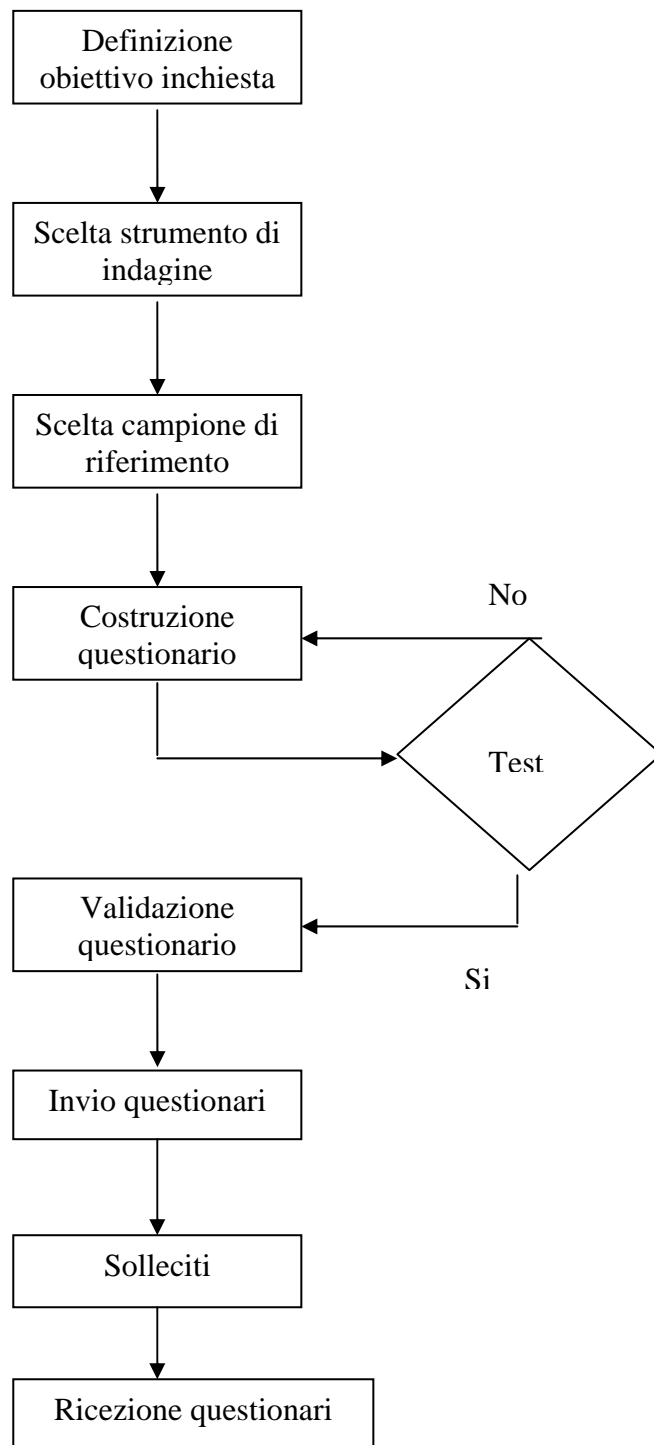 Definizione
obiettivo inchiesta
Scelta strumento di
indagine
Scelta campione di
riferimento
No
Costruzione
questionario
Test
Validazione
questionario
Si
Invio questionari
Solleciti
Ricezione questionari